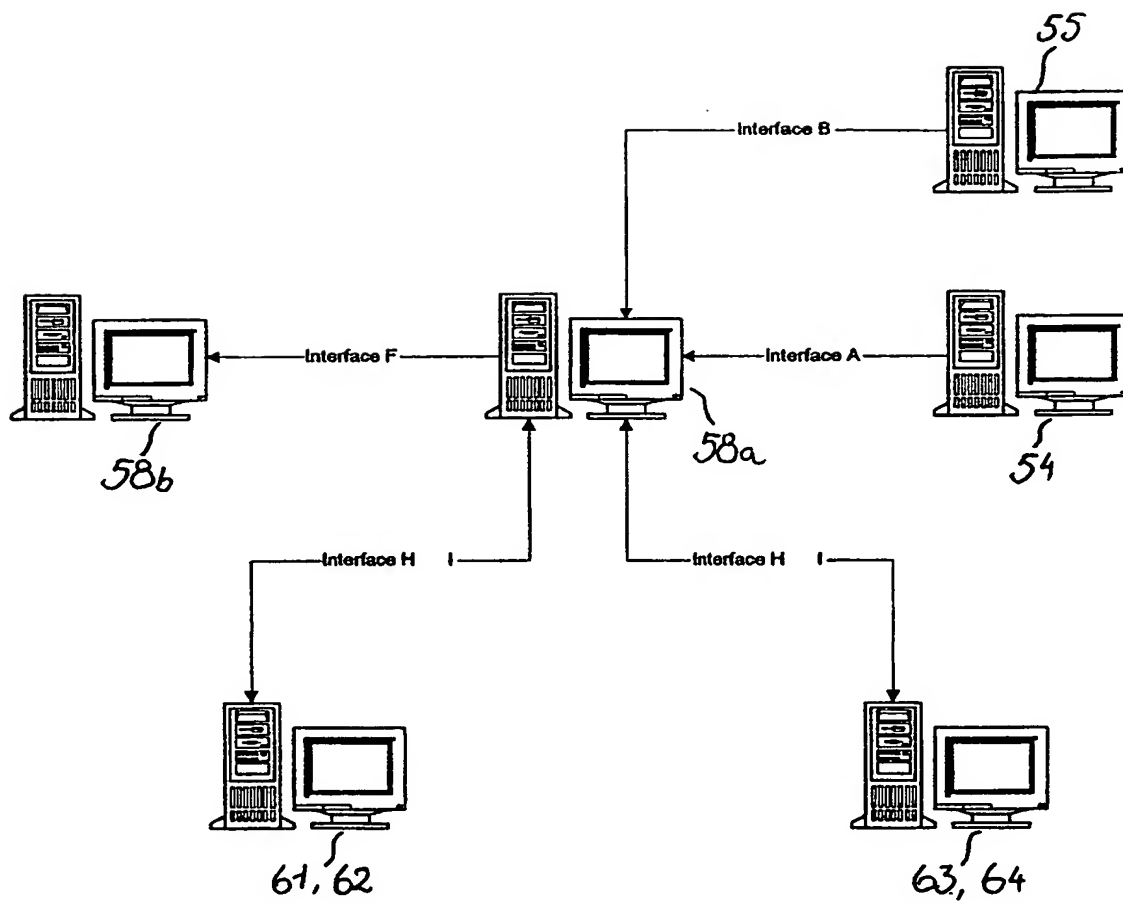 55
Interface B
Interface F
Interface A
58b
58a
54
Interface H I
Interface H I
61, 62
63, 64